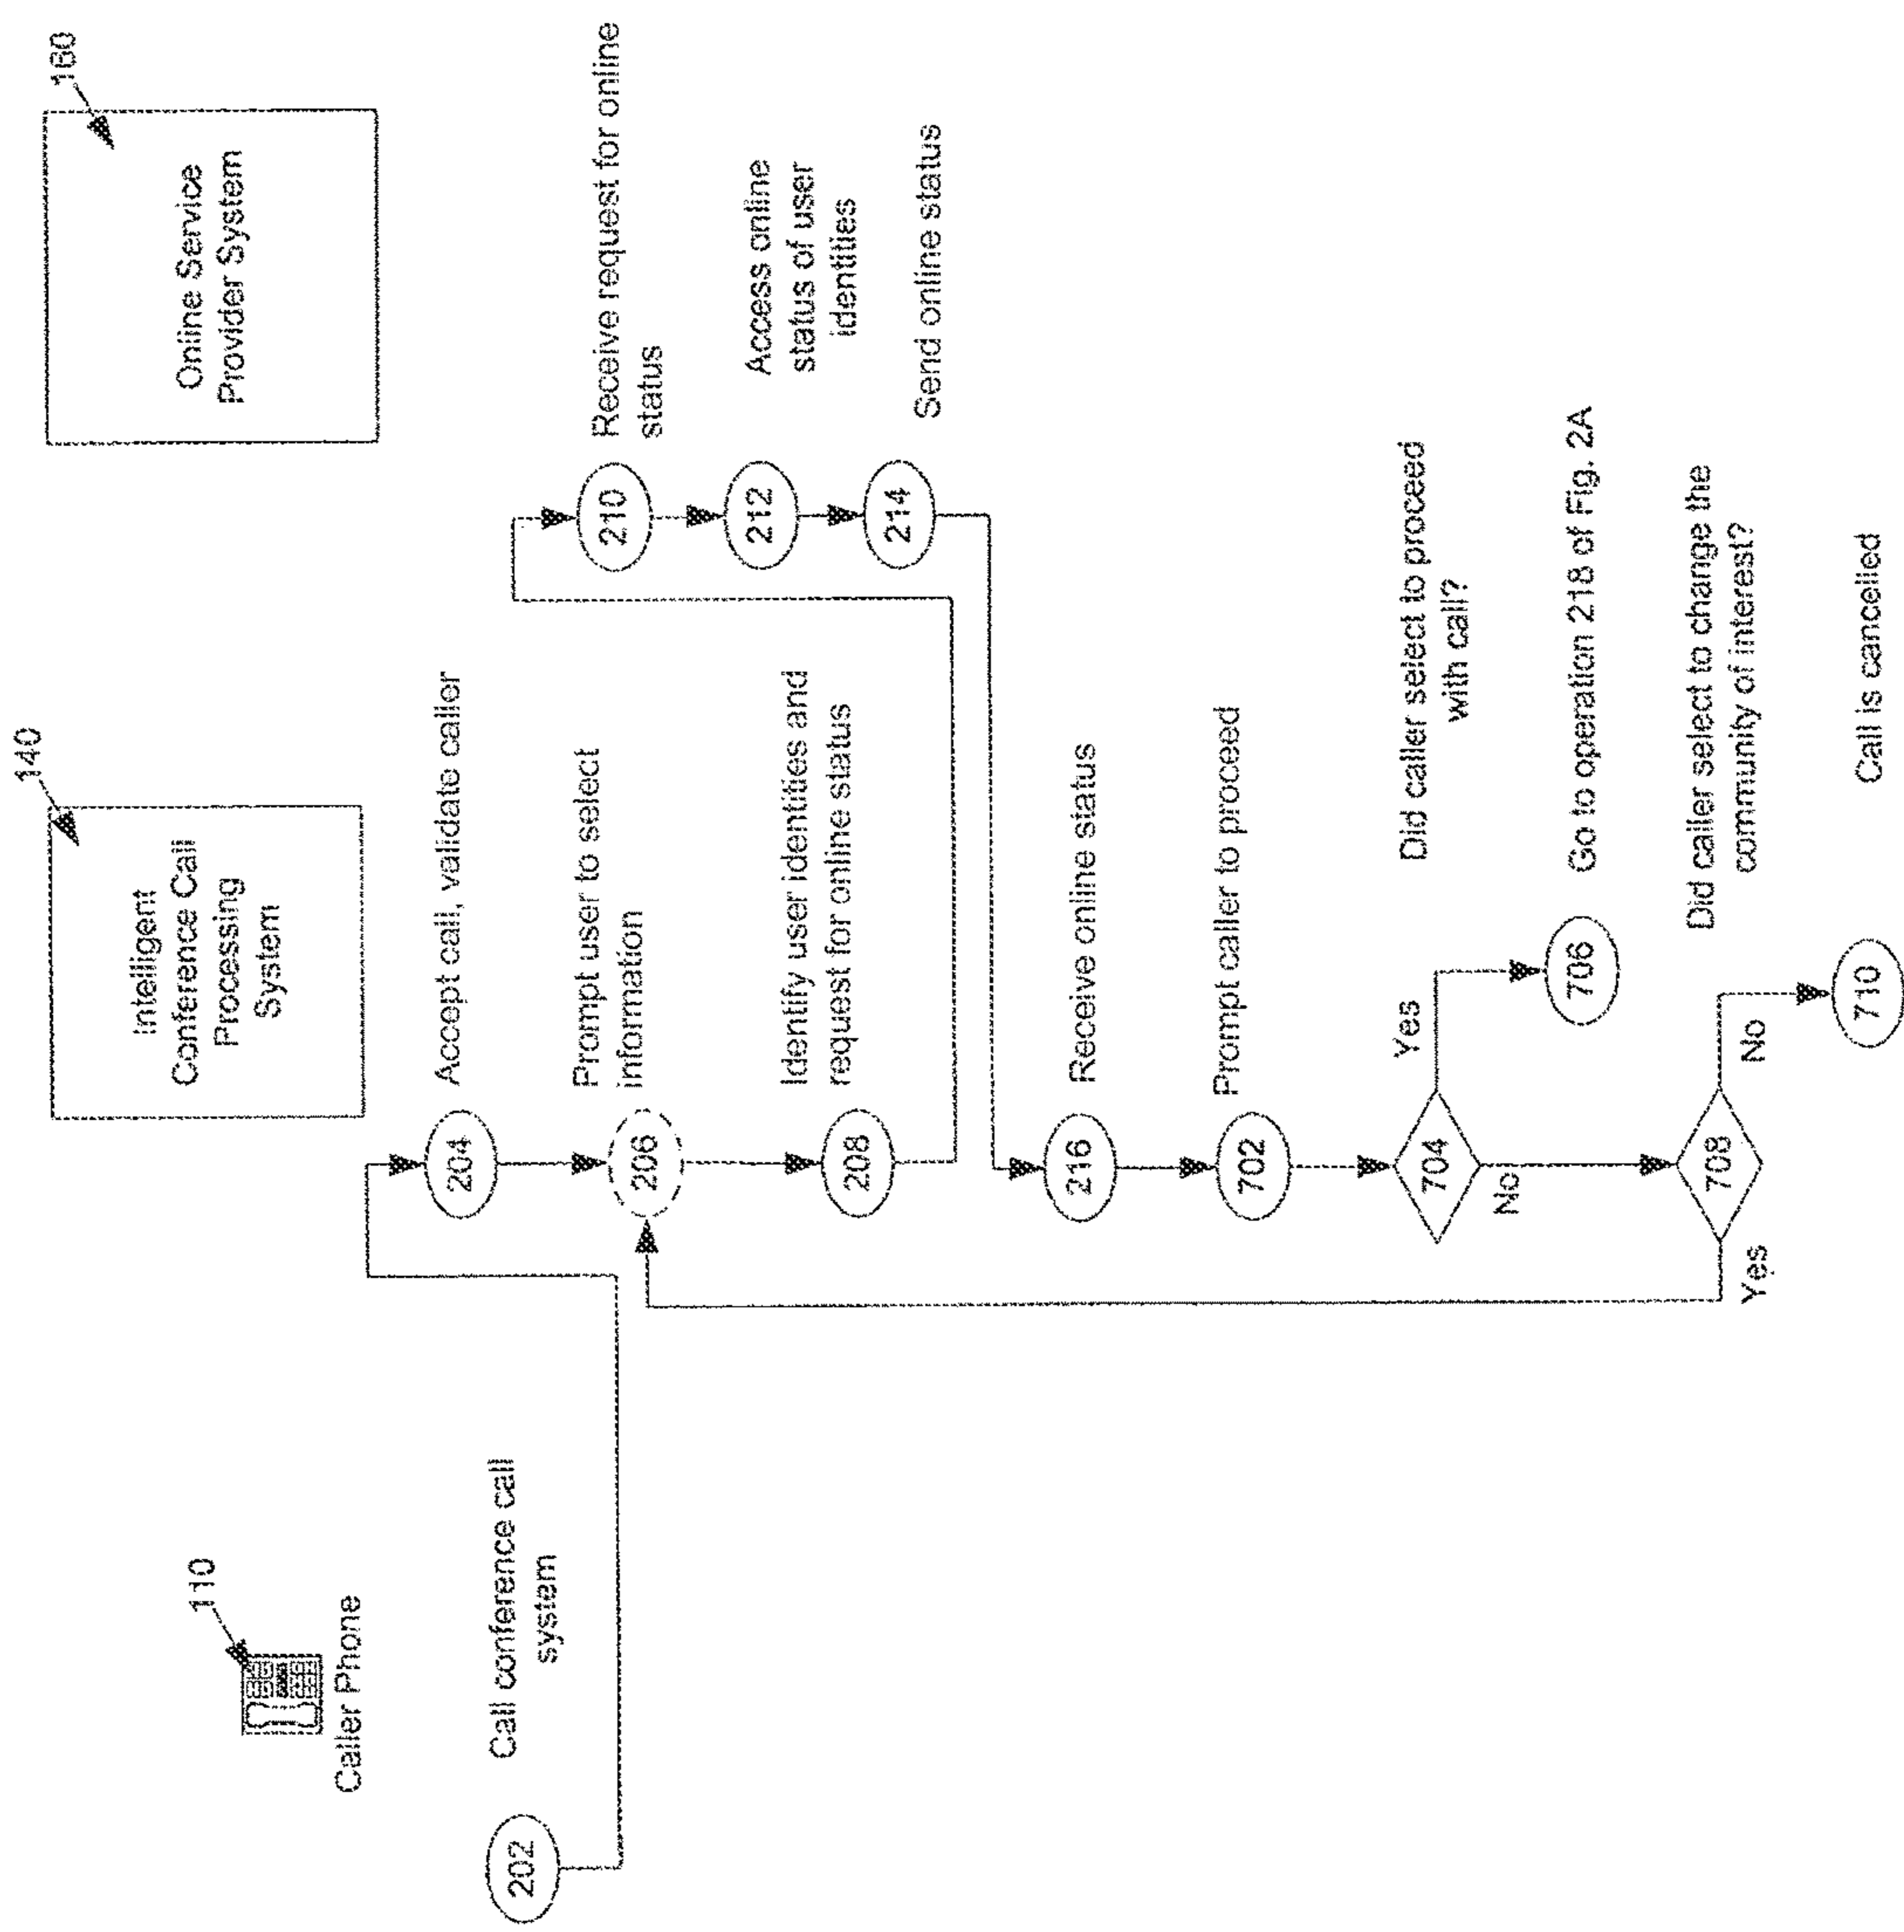 110
Caller Phone
140
Intelligent
Conference Call
Processing
System
160
Online Service
Provider System
202
Call conference call
system
204
Accept call, validate caller
206
Prompt user to select
information
208
Identify user identities and
request for online status
210
Receive request for online
status
212
Access online
status of user
identities
214
Send online status
216
Receive online status
702
Prompt caller to proceed
704
Did caller select to proceed
with call?
Yes
No
706
Go to operation 218 of Fig. 2A
708
Did caller select to change the
community of interest?
Yes
No
710
Call is cancelled